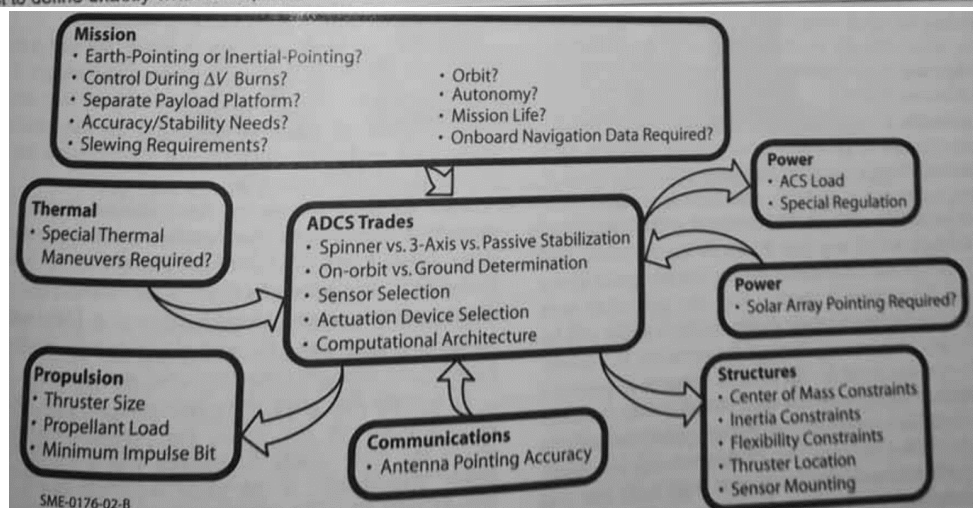 Mission
• Earth-Pointing or Inertial-Pointing?
• Control During ΔV Burns?
• Separate Payload Platform?
• Accuracy/Stability Needs?
• Slewing Requirements?
• Orbit?
• Autonomy?
• Mission Life?
• Onboard Navigation Data Required?
Power
• ACS Load
• Special Regulation
Thermal
• Special Thermal
Maneuvers Required?
ADCS Trades
• Spinner vs. 3-Axis vs. Passive Stabilization
• On-orbit vs. Ground Determination
• Sensor Selection
• Actuation Device Selection
• Computational Architecture
Power
• Solar Array Pointing Required?
Propulsion
• Thruster Size
• Propellant Load
• Minimum Impulse Bit
Communications
• Antenna Pointing Accuracy
Structures
• Center of Mass Constraints
• Inertia Constraints
• Flexibility Constraints
• Thruster Location
• Sensor Mounting
SME-0176-02-B